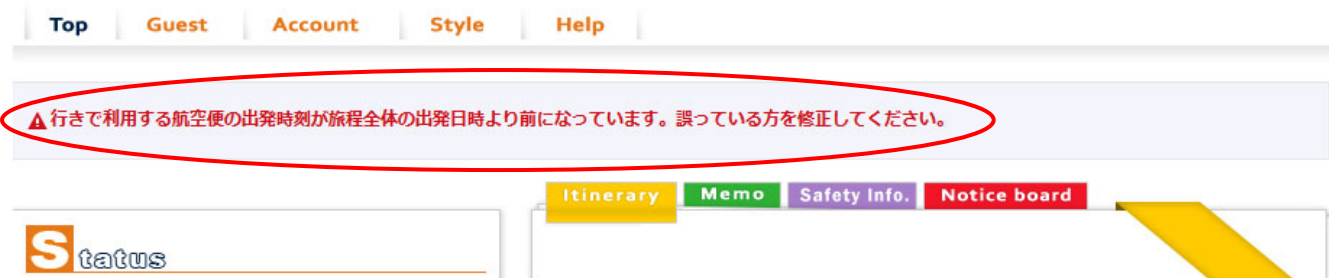 Top Guest Account Style Help
行きで利用する航空便の出発時刻が旅程全体の出発日時より前になっています。誤っている方を修正してください。
Itinerary Memo Safety Info. Notice board
Status